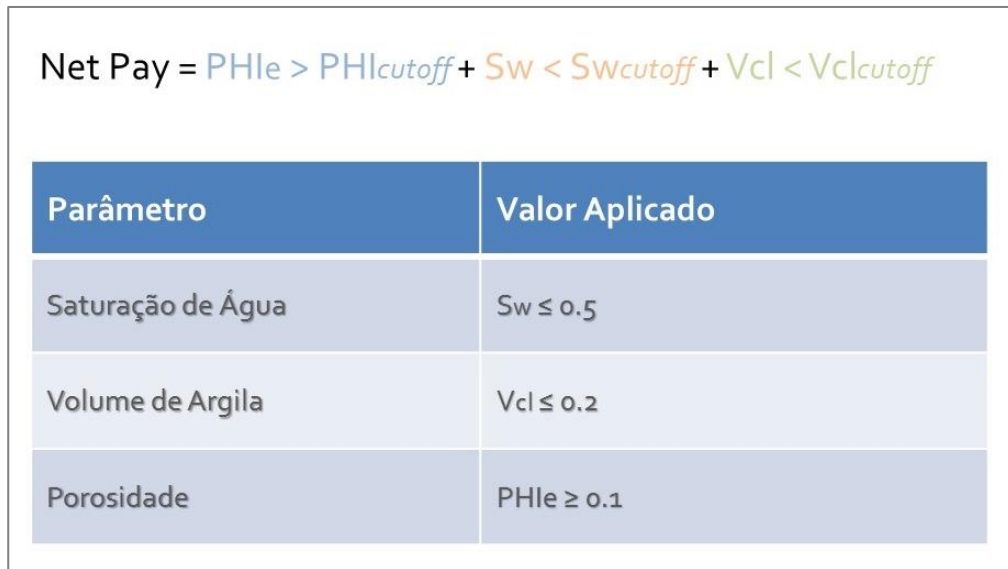 Net Pay = PHIe > PHIcutoff + Sw < Swcutoff + Vcl < Vclcutoff
Parâmetro Valor Aplicado
Saturação de Água Sw ≤ 0.5
Volume de Argila Vcl ≤ 0.2
Porosidade PHIe ≥ 0.1